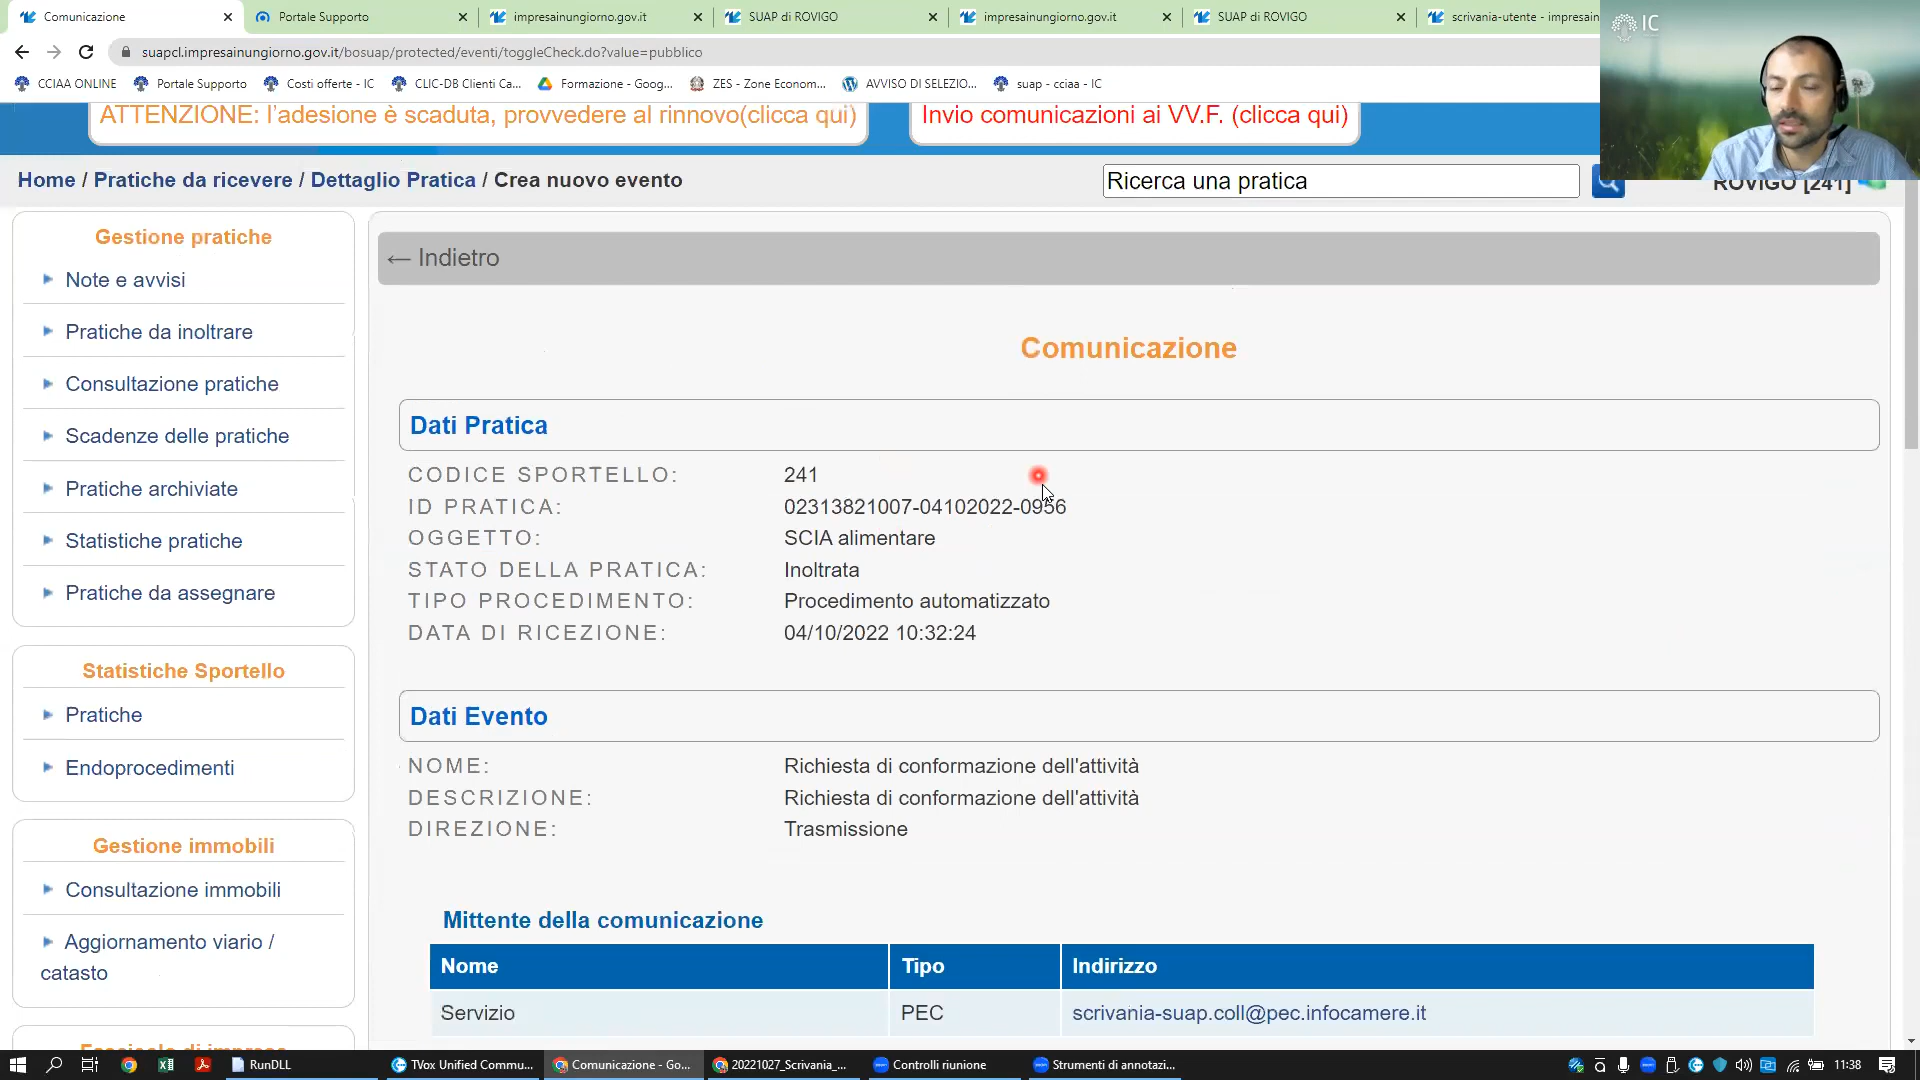 Comunicazione
Portale Supporto
impresainungiorno.gov.it
SUAP di ROVIGO
impresainungiorno.gov.it
SUAP di ROVIGO
scrivania-utente - impresain
suapcl.impresainungiorno.gov.it/bosuap/protected/eventi/toggleCheck.do?value=pubblico
IC
CCIAA ONLINE
Portale Supporto
Costi offerte - IC
CLIC-DB Clienti Ca...
Formazione - Goog...
ZES - Zone Econom...
AVVISO DI SELEZIO...
suap - cciaa - IC
ATTENZIONE: l'adesione è scaduta, provvedere al rinnovo(clicca qui)
Invio comunicazioni ai VV.F. (clicca qui)
Home / Pratiche da ricevere / Dettaglio Pratica / Crea nuovo evento
Ricerca una pratica
ROVIGO [241]
Gestione pratiche
Note e avvisi
Pratiche da inoltrare
Consultazione pratiche
Scadenze delle pratiche
Pratiche archiviate
Statistiche pratiche
Pratiche da assegnare
Statistiche Sportello
Pratiche
Endoprocedimenti
Gestione immobili
Consultazione immobili
Aggiornamento viario /
catasto
Fascicolo di impresa
← Indietro
Comunicazione
Dati Pratica
CODICE SPORTELLO: 241
ID PRATICA: 02313821007-04102022-0956
OGGETTO: SCIA alimentare
STATO DELLA PRATICA: Inoltrata
TIPO PROCEDIMENTO: Procedimento automatizzato
DATA DI RICEZIONE: 04/10/2022 10:32:24
Dati Evento
NOME: Richiesta di conformazione dell'attività
DESCRIZIONE: Richiesta di conformazione dell'attività
DIREZIONE: Trasmissione
Mittente della comunicazione
Nome Tipo Indirizzo
Servizio PEC scrivania-suap.coll@pec.infocamere.it
RunDLL
TVox Unified Commu...
Comunicazione - Go...
20221027_Scrivania_...
Controlli riunione
Strumenti di annotazi...
11:38